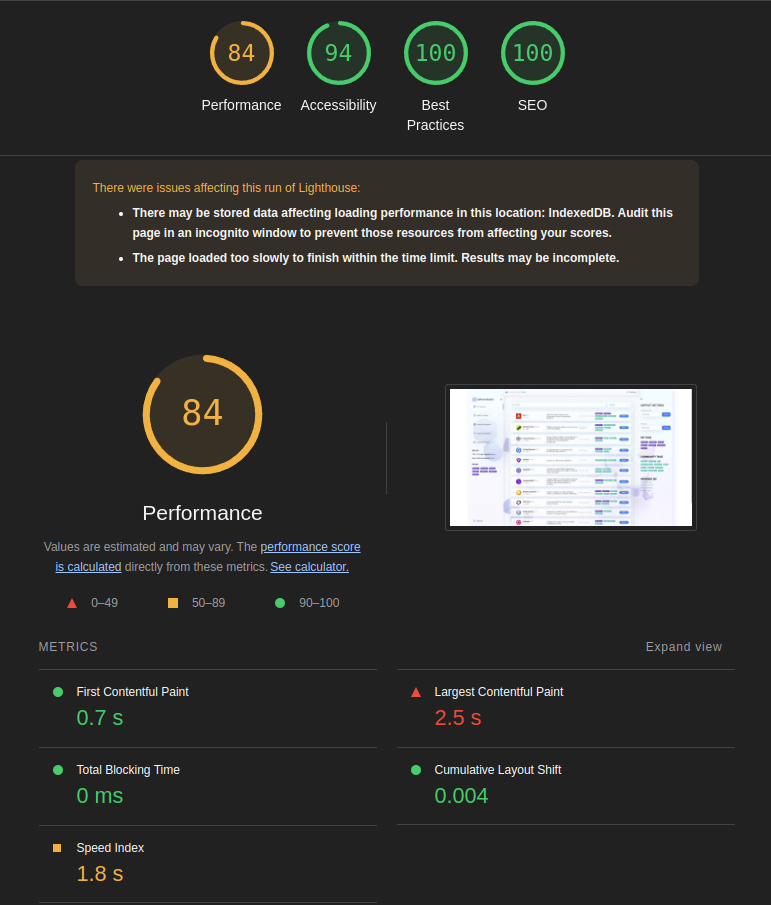 84
94
100
100
Performance
Accessibility
Best
Practices
SEO
There were issues affecting this run of Lighthouse:
• There may be stored data affecting loading performance in this location: IndexedDB. Audit this
page in an incognito window to prevent those resources from affecting your scores.
• The page loaded too slowly to finish within the time limit. Results may be incomplete.
84
Performance
Values are estimated and may vary. The performance score
is calculated directly from these metrics. See calculator.
0–49
50–89
90–100
METRICS
Expand view
First Contentful Paint
0.7 s
Largest Contentful Paint
2.5 s
Total Blocking Time
0 ms
Cumulative Layout Shift
0.004
Speed Index
1.8 s